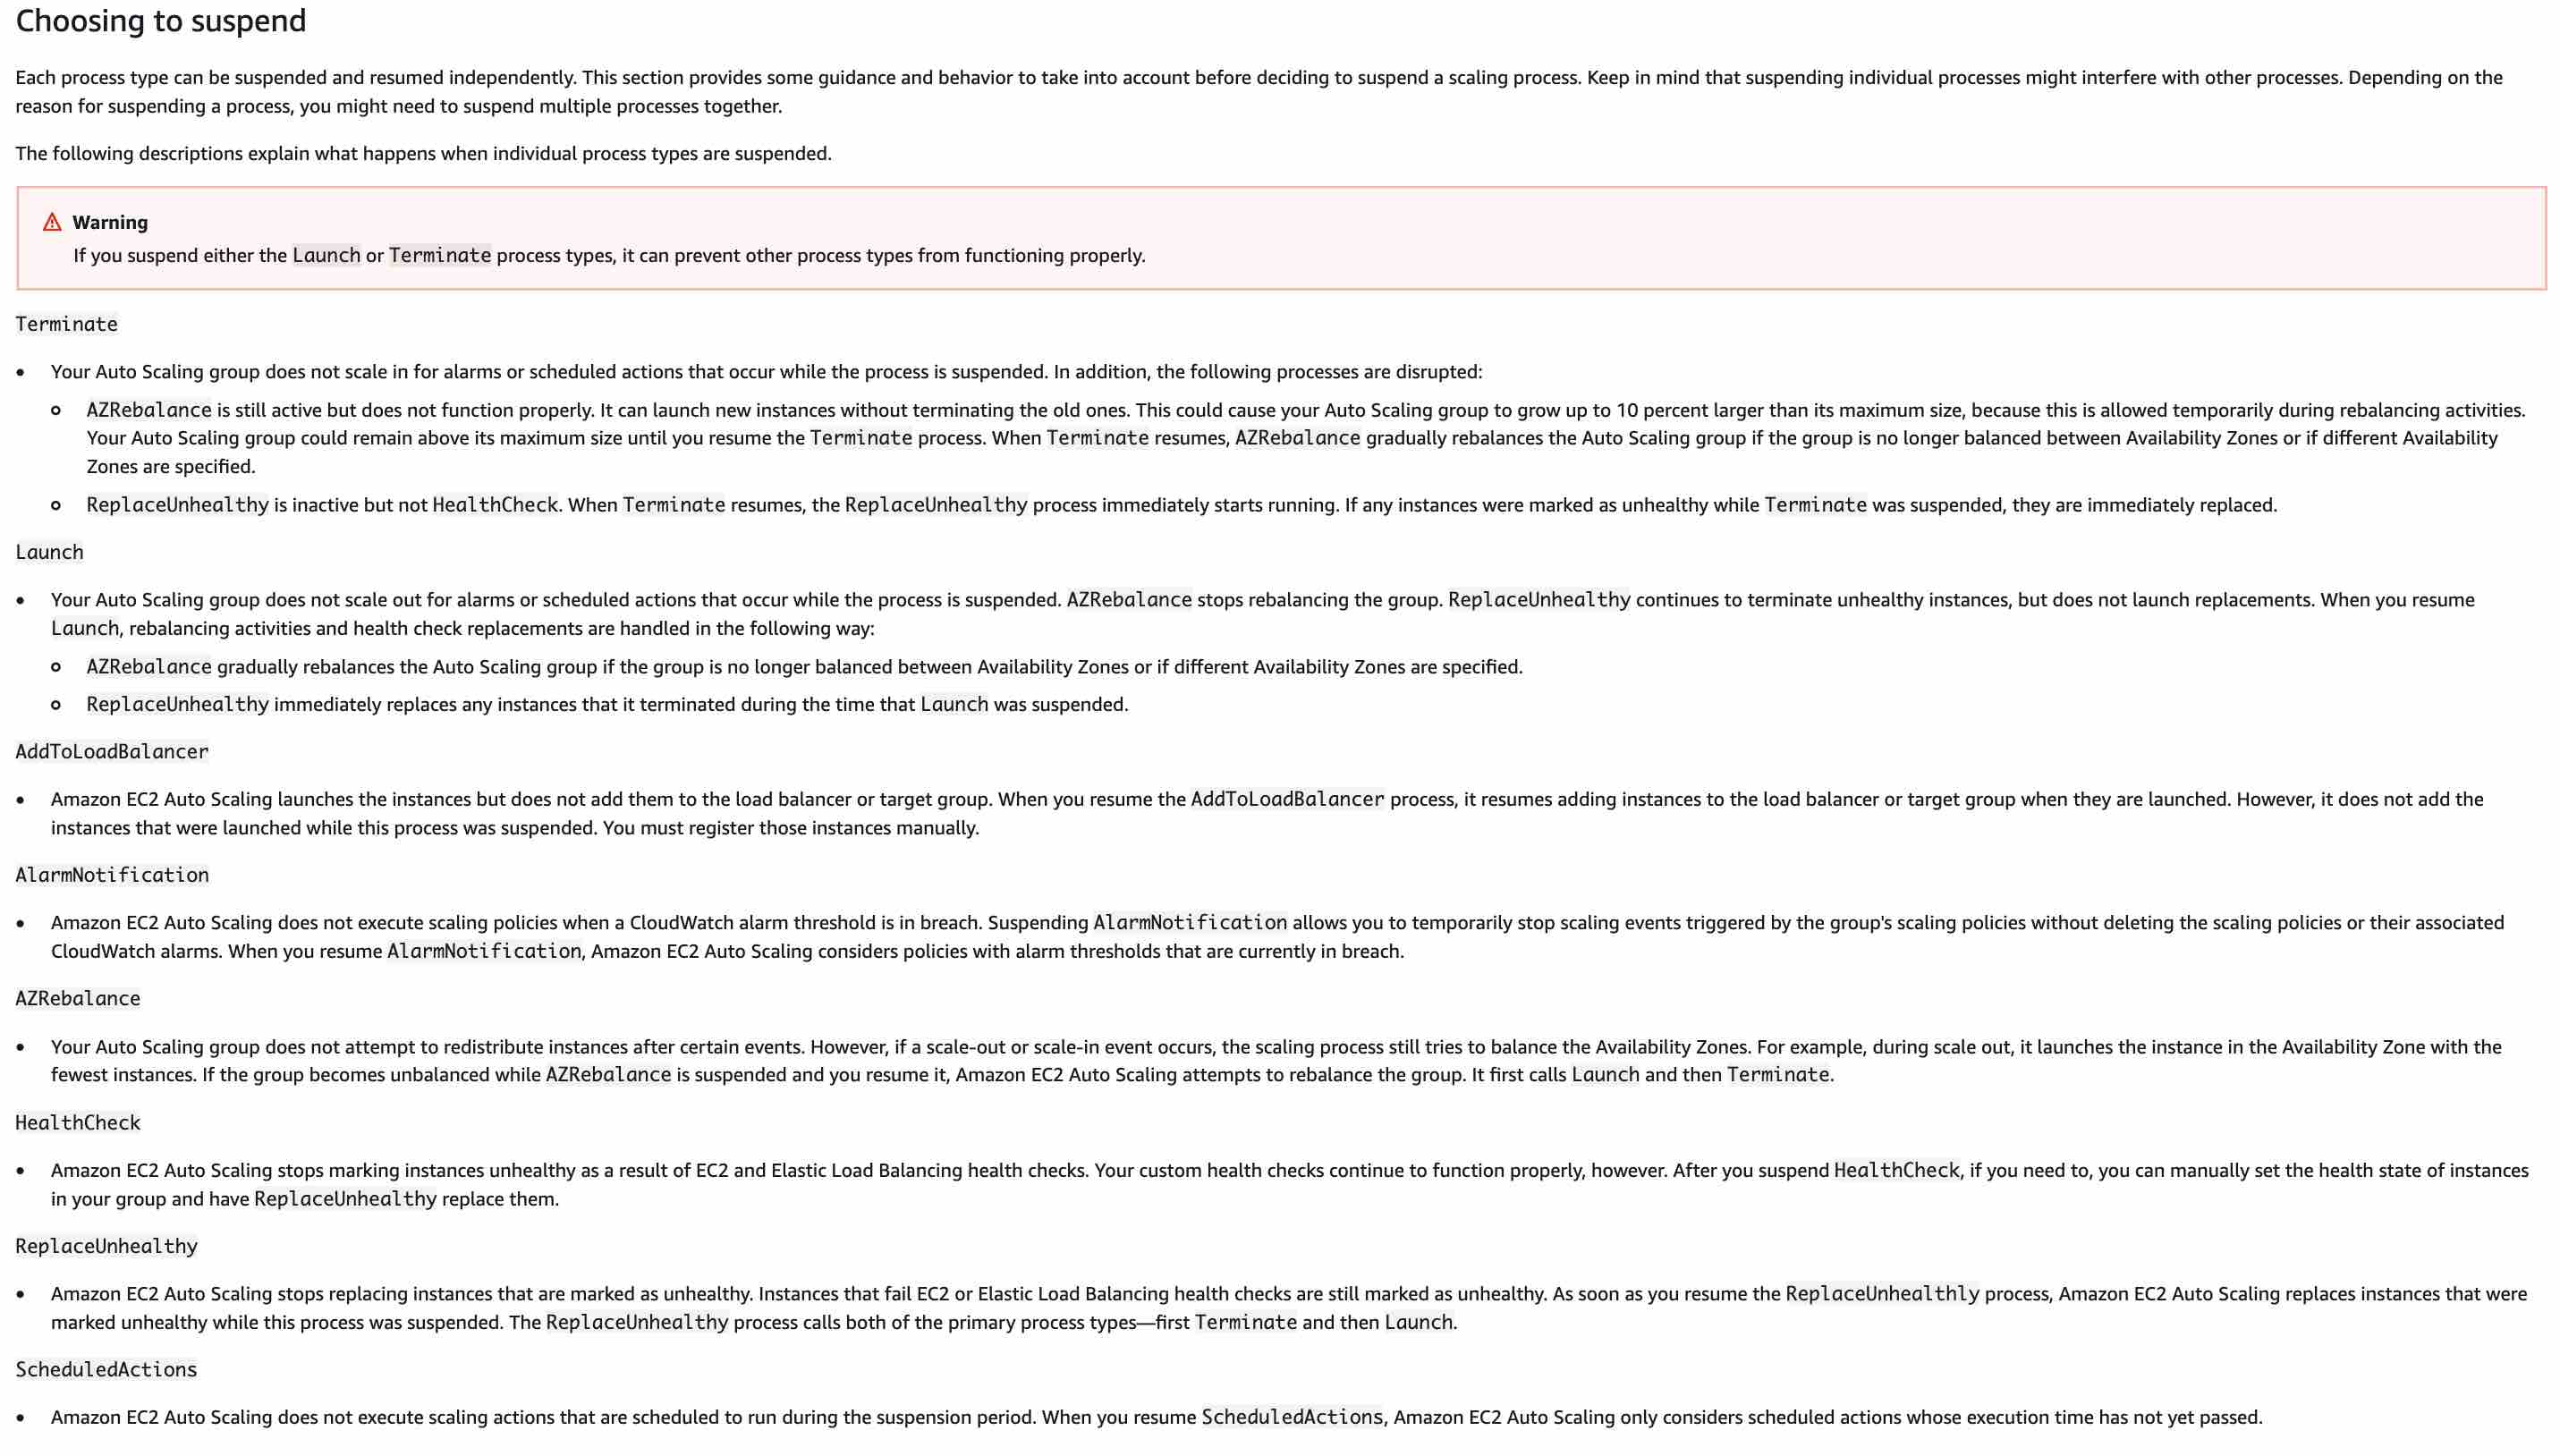 Choosing to suspend
Each process type can be suspended and resumed independently. This section provides some guidance and behavior to take into account before deciding to suspend a scaling process. Keep in mind that suspending individual processes might interfere with other processes. Depending on the
reason for suspending a process, you might need to suspend multiple processes together.
The following descriptions explain what happens when individual process types are suspended.
Warning
If you suspend either the Launch or Terminate process types, it can prevent other process types from functioning properly.
Terminate
• Your Auto Scaling group does not scale in for alarms or scheduled actions that occur while the process is suspended. In addition, the following processes are disrupted:
○ AZRebalance is still active but does not function properly. It can launch new instances without terminating the old ones. This could cause your Auto Scaling group to grow up to 10 percent larger than its maximum size, because this is allowed temporarily during rebalancing activities.
Your Auto Scaling group could remain above its maximum size until you resume the Terminate process. When Terminate resumes, AZRebalance gradually rebalances the Auto Scaling group if the group is no longer balanced between Availability Zones or if different Availability
Zones are specified.
○ ReplaceUnhealthy is inactive but not HealthCheck. When Terminate resumes, the ReplaceUnhealthy process immediately starts running. If any instances were marked as unhealthy while Terminate was suspended, they are immediately replaced.
Launch
• Your Auto Scaling group does not scale out for alarms or scheduled actions that occur while the process is suspended. AZRebalance stops rebalancing the group. ReplaceUnhealthy continues to terminate unhealthy instances, but does not launch replacements. When you resume
Launch, rebalancing activities and health check replacements are handled in the following way:
○ AZRebalance gradually rebalances the Auto Scaling group if the group is no longer balanced between Availability Zones or if different Availability Zones are specified.
○ ReplaceUnhealthy immediately replaces any instances that it terminated during the time that Launch was suspended.
AddToLoadBalancer
• Amazon EC2 Auto Scaling launches the instances but does not add them to the load balancer or target group. When you resume the AddToLoadBalancer process, it resumes adding instances to the load balancer or target group when they are launched. However, it does not add the
instances that were launched while this process was suspended. You must register those instances manually.
AlarmNotification
• Amazon EC2 Auto Scaling does not execute scaling policies when a CloudWatch alarm threshold is in breach. Suspending AlarmNotification allows you to temporarily stop scaling events triggered by the group's scaling policies without deleting the scaling policies or their associated
CloudWatch alarms. When you resume AlarmNotification, Amazon EC2 Auto Scaling considers policies with alarm thresholds that are currently in breach.
AZRebalance
• Your Auto Scaling group does not attempt to redistribute instances after certain events. However, if a scale-out or scale-in event occurs, the scaling process still tries to balance the Availability Zones. For example, during scale out, it launches the instance in the Availability Zone with the
fewest instances. If the group becomes unbalanced while AZRebalance is suspended and you resume it, Amazon EC2 Auto Scaling attempts to rebalance the group. It first calls Launch and then Terminate.
HealthCheck
• Amazon EC2 Auto Scaling stops marking instances unhealthy as a result of EC2 and Elastic Load Balancing health checks. Your custom health checks continue to function properly, however. After you suspend HealthCheck, if you need to, you can manually set the health state of instances
in your group and have ReplaceUnhealthy replace them.
ReplaceUnhealthy
• Amazon EC2 Auto Scaling stops replacing instances that are marked as unhealthy. Instances that fail EC2 or Elastic Load Balancing health checks are still marked as unhealthy. As soon as you resume the ReplaceUnhealthly process, Amazon EC2 Auto Scaling replaces instances that were
marked unhealthy while this process was suspended. The ReplaceUnhealthy process calls both of the primary process types—first Terminate and then Launch.
ScheduledActions
• Amazon EC2 Auto Scaling does not execute scaling actions that are scheduled to run during the suspension period. When you resume ScheduledActions, Amazon EC2 Auto Scaling only considers scheduled actions whose execution time has not yet passed.